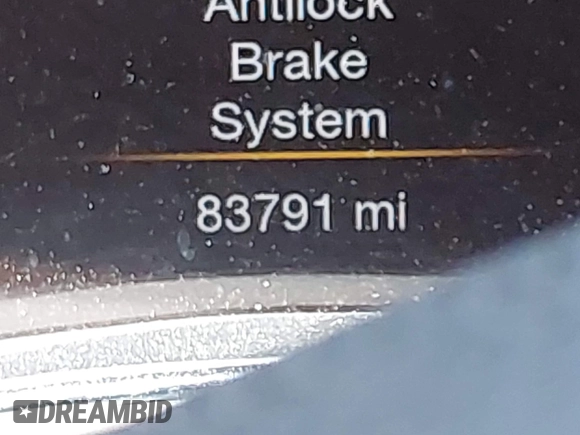 Antilock
Brake
System
83791 mi
DREAMBID